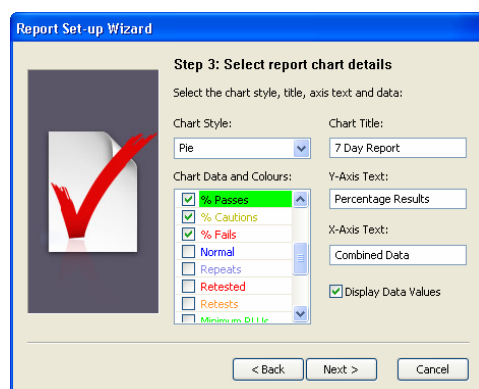 Report Set-up Wizard
Step 3: Select report chart details
Select the chart style, title, axis text and data:
Chart Style:
Pie
Chart Data and Colours:
% Passes
% Cautions
% Fails
Normal
Repeats
Retested
Retests
Minimum RLUs
Chart Title:
7 Day Report
Y-Axis Text:
Percentage Results
X-Axis Text:
Combined Data
Display Data Values
< Back
Next >
Cancel